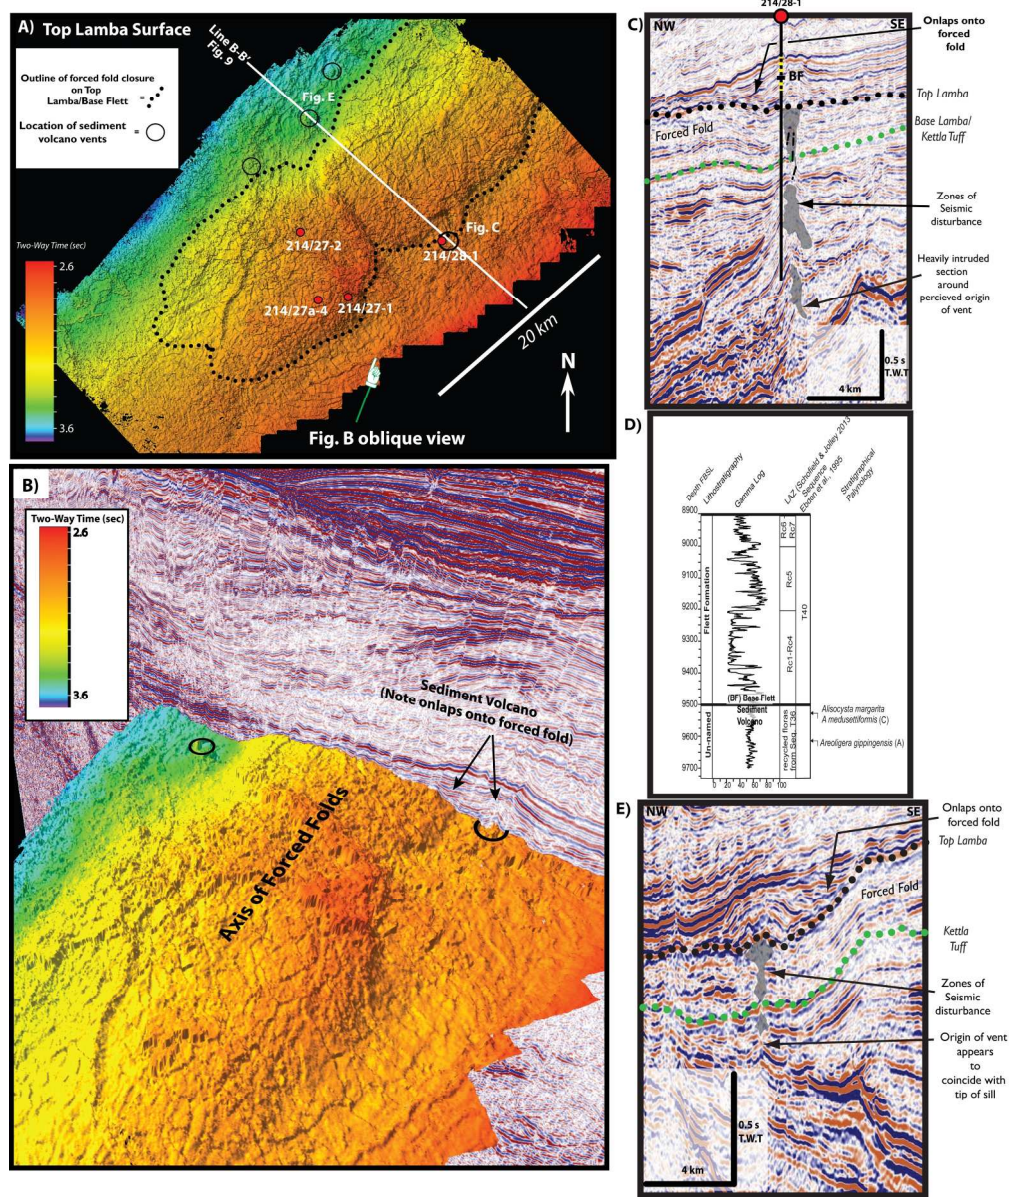 A) Top Lamba Surface
Outline of forced fold closure
on Top
Lamba/Base Flett
=
Location of sediment
volcano vents
=
Line B-B'
Fig. 9
Fig. E
Two-Way Time (sec)
2.6
3.6
214/27-2
Fig. C
214/28-1
214/27a-4
214/27-1
20 km
N
Fig. B oblique view
B)
Two-Way Time (sec)
2.6
3.6
Sediment Volcano
(Note onlaps onto forced fold)
Axis of Forced Folds
214/28-1
C)
NW
SE
Onlaps onto
forced
fold
BF
Top Lamba
Forced Fold
Base Lamba/
Kettla Tuff
Zones of
Seismic
disturbance
Heavily intruded
section
around
percieved origin
of vent
0.5 s
T.W.T
4 km
D)
Depth FBSL
Lithostratigraphy
Gamma Log
LAZ (Schofield & Jolley 2013
Sequence
Ebdon et al., 1995
Stratigraphical
Palynology
8900
9000
9100
9200
9300
9400
9500
9600
9700
Flett Formation
Un-named
Rc6
Rc7
Rc5
Rc1-Rc4
T40
(BF) Base Flett
Sediment
Volcano
recycled floras
from Seq. T36
Alisocysta margarita
A medusettiformis (C)
Areoligera gippingensis (A)
0 20 40 60 80 100
E)
NW
SE
Onlaps onto
forced fold
Top Lamba
Forced Fold
Kettla
Tuff
Zones of
Seismic
disturbance
Origin of vent
appears
to
coincide with
tip of sill
0.5 s
T.W.T
4 km